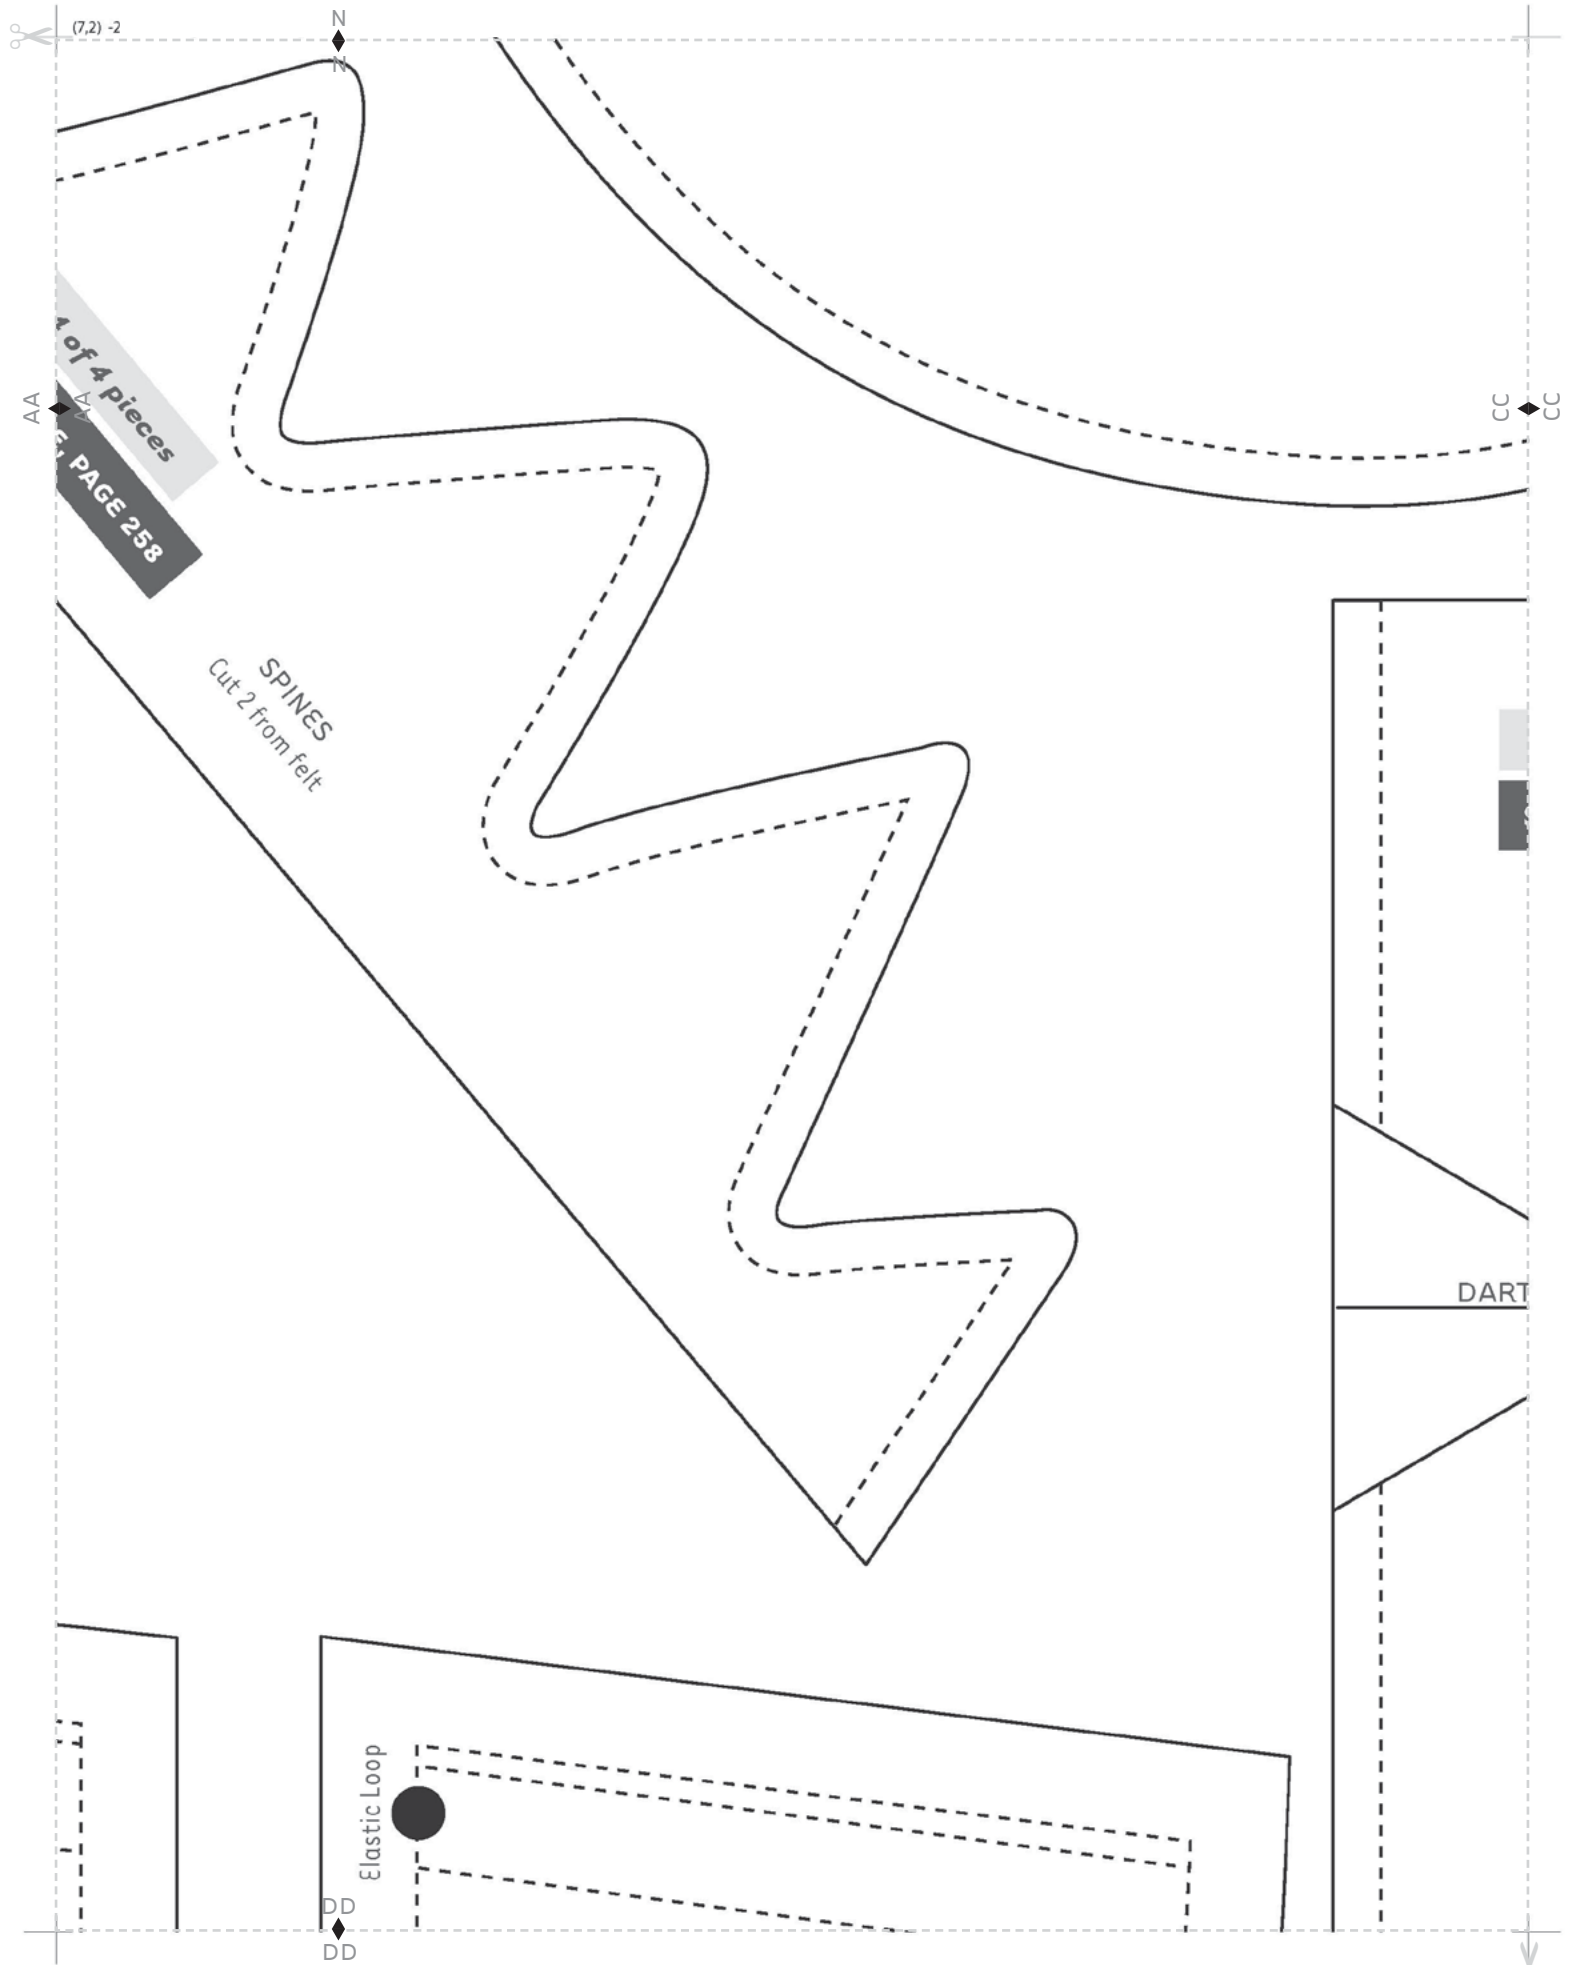 (7,2) -2
N
N
of 4 pieces
AA
AA
PAGE 258
CC
CC
SPINES
Cut 2 from felt
DART
Elastic Loop
DD
DD